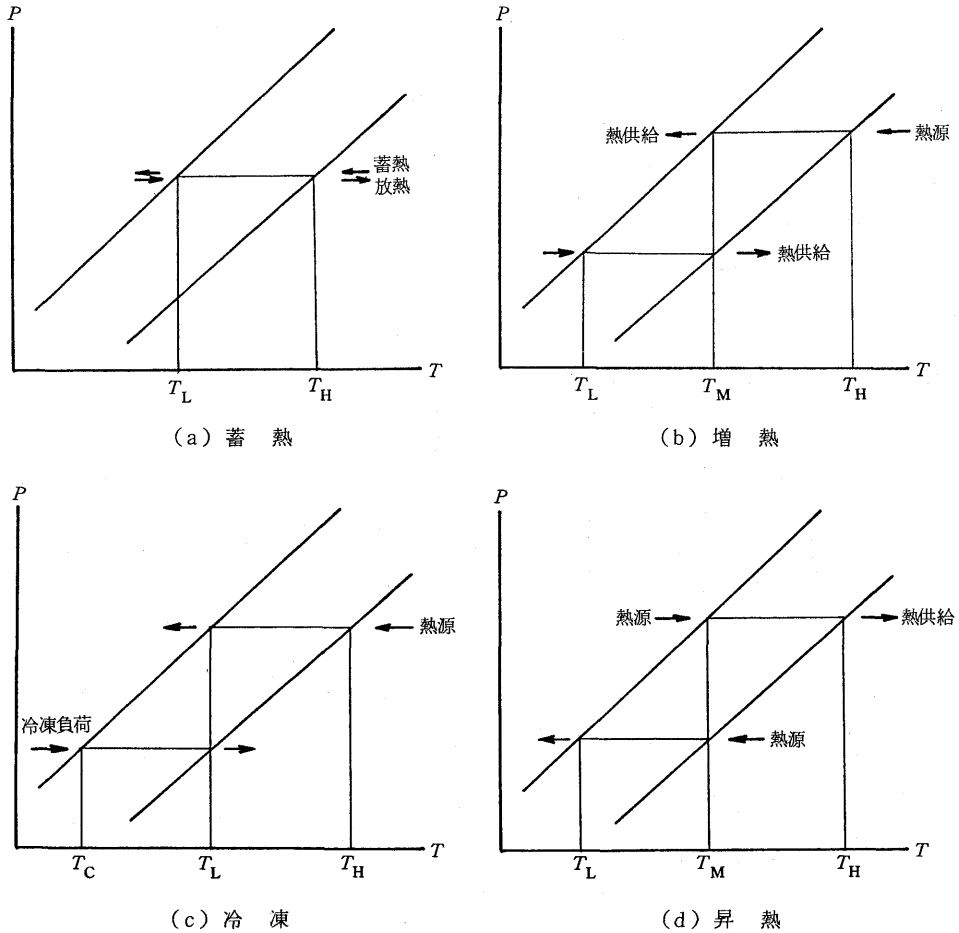 P
蓄熱
放熱
T
T_L
T_H
(a) 蓄 熱
P
熱供給
熱源
熱供給
T
T_L
T_M
T_H
(b) 増 熱
P
熱源
冷凍負荷
T
T_C
T_L
T_H
(c) 冷 凍
P
熱源
熱供給
熱源
T
T_L
T_M
T_H
(d) 昇 熱